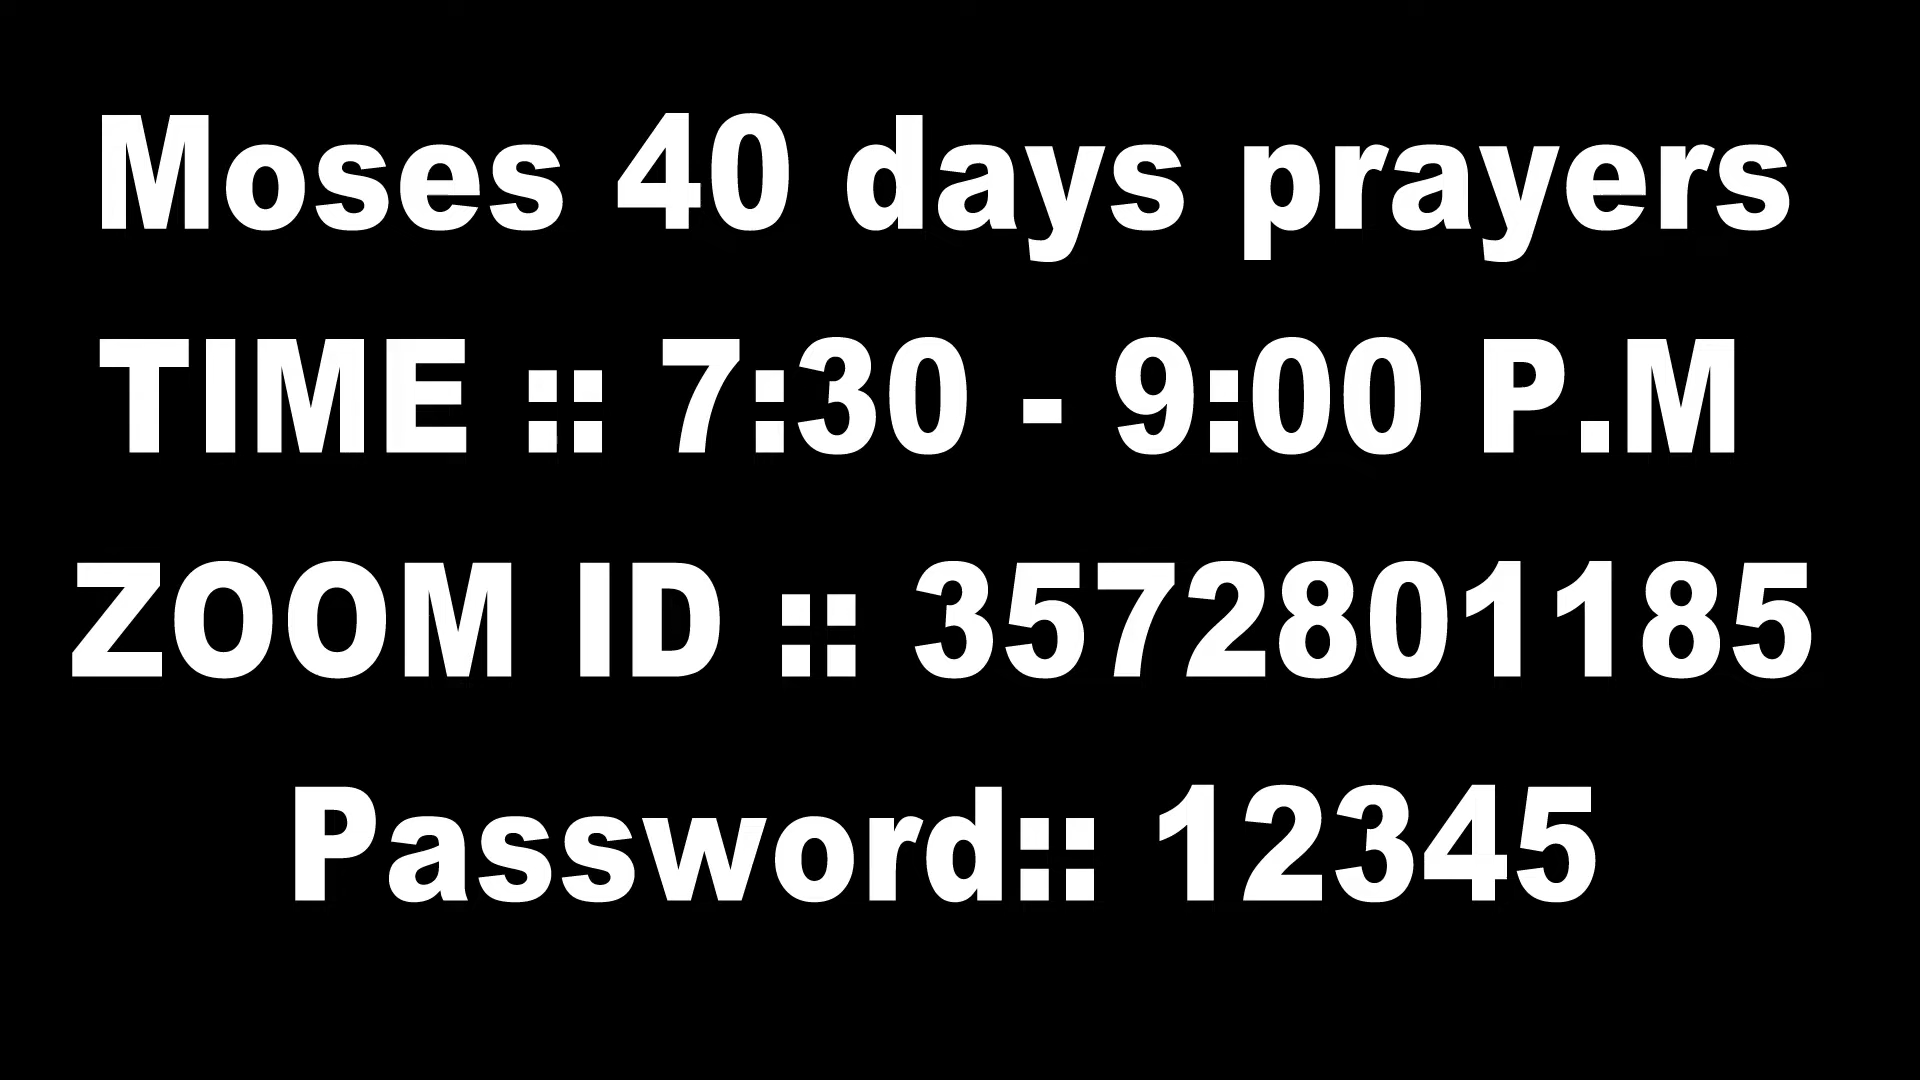 Moses 40 days prayers
TIME :: 7:30 - 9:00 P.M
ZOOM ID :: 3572801185
Password:: 12345